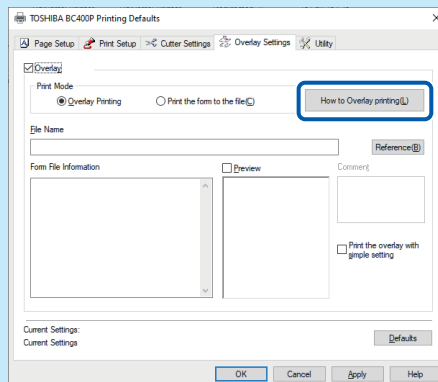 TOSHIBA BC400P Printing Defaults
Page Setup Print Setup Cutter Settings Overlay Settings Utility
Overlay
Print Mode
Overlay Printing Print the form to the file(C) How to Overlay printing(L)
File Name
Reference(B)
Form File Information Preview Comment
Print the overlay with
simple setting
Current Settings:
Current Settings Defaults
OK Cancel Apply Help